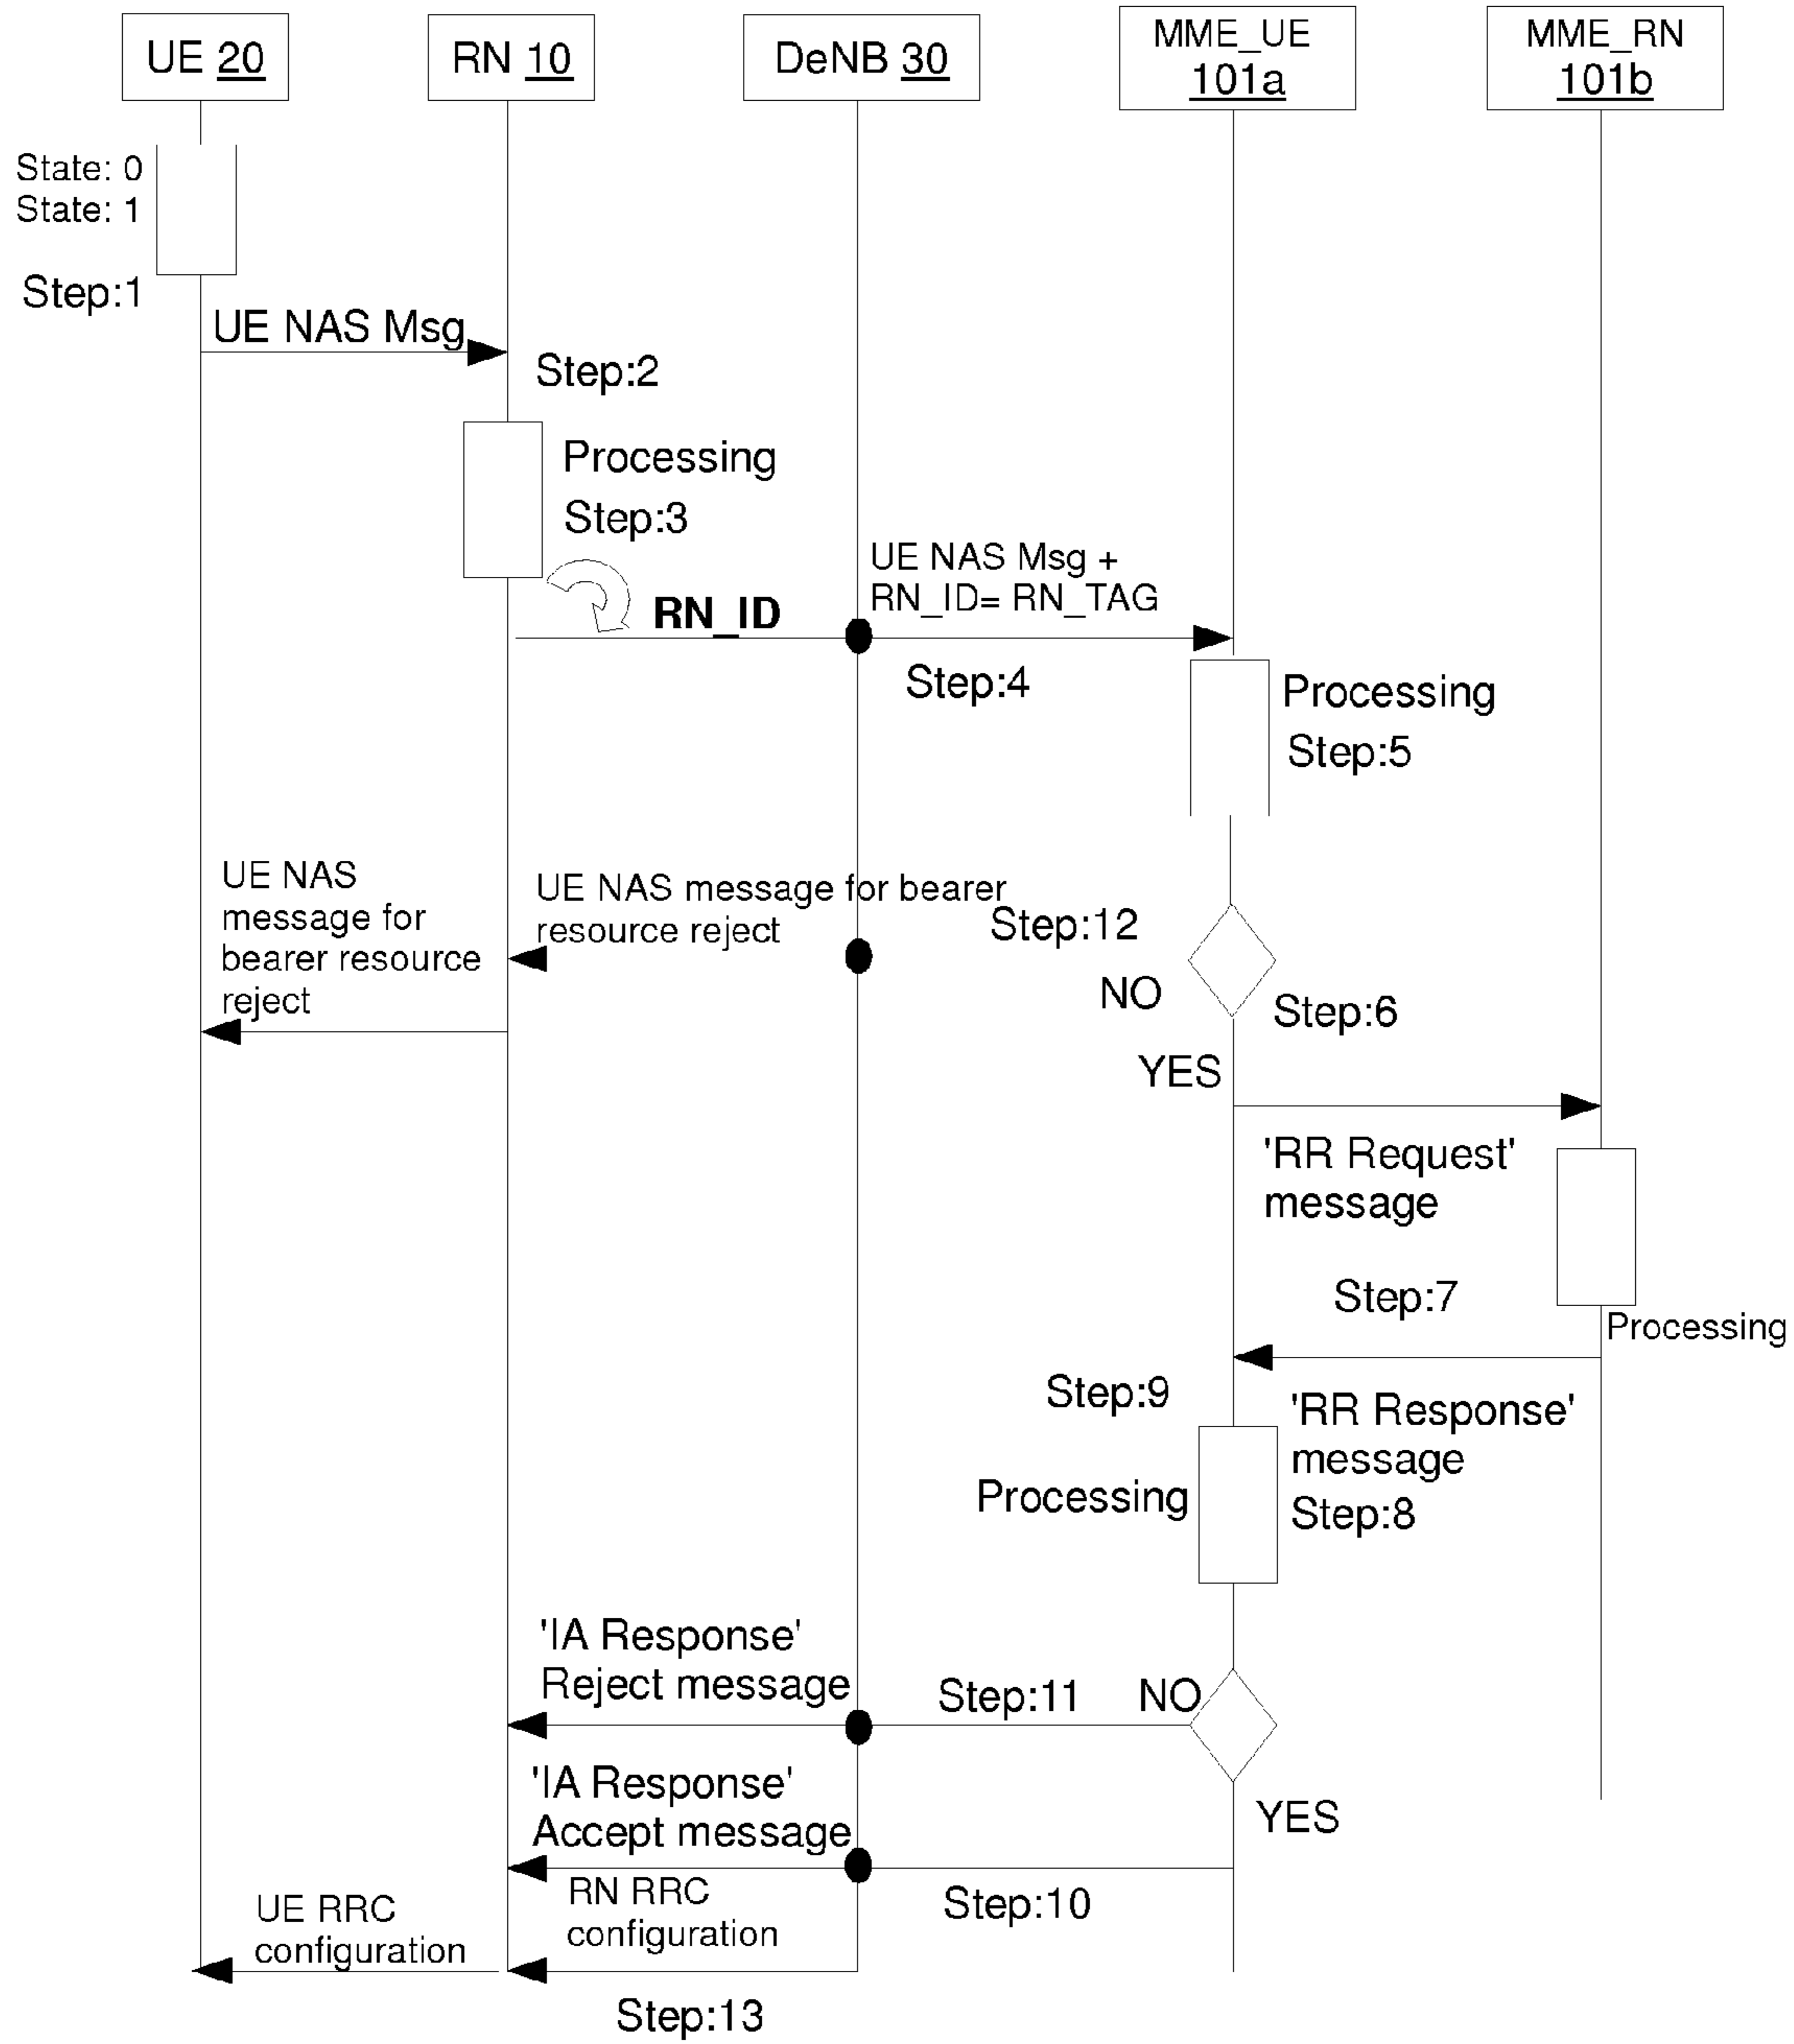 UE 20
RN 10
DeNB 30
MME_UE
101a
MME_RN
101b
State: 0
State: 1
Step:1
UE NAS Msg
Step:2
Processing
Step:3
RN_ID
UE NAS Msg +
RN_ID= RN_TAG
Step:4
Processing
Step:5
UE NAS
message for
bearer resource
reject
UE NAS message for bearer
resource reject
Step:12
NO
Step:6
YES
'RR Request'
message
Step:7
Processing
Step:9
'RR Response'
message
Processing
Step:8
'IA Response'
Reject message
Step:11
NO
'IA Response'
Accept message
YES
Step:10
RN RRC
configuration
UE RRC
configuration
Step:13